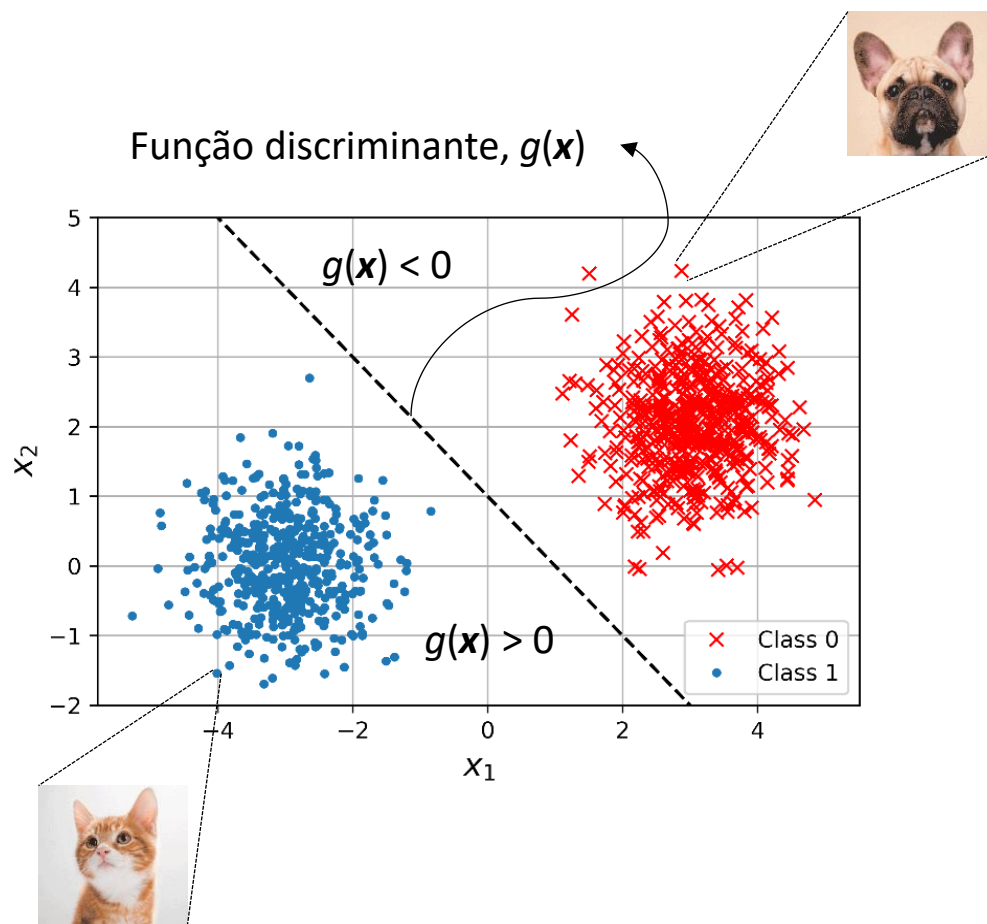 Função discriminante, g(x)
5
g(x) < 0
4
3
2
x₂
1
0
−1
g(x) > 0
Class 0
Class 1
−2
−4 −2 0 2 4
x₁